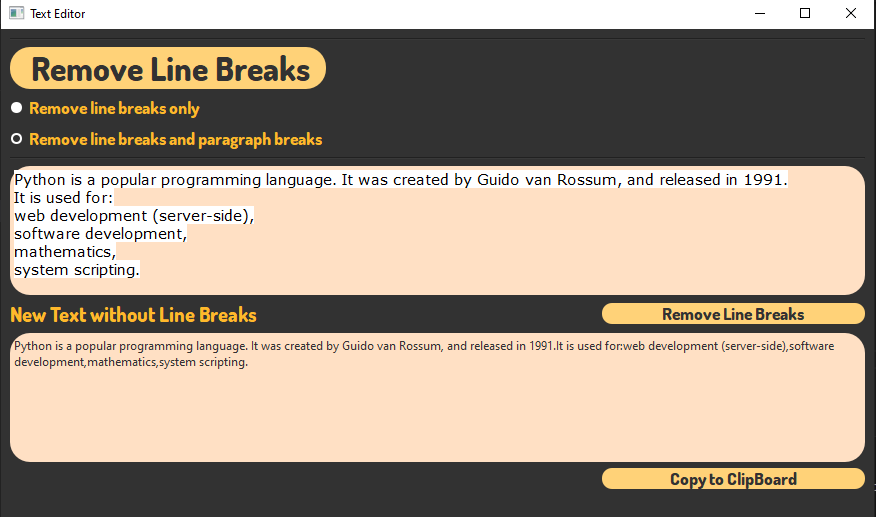 Text Editor
Remove Line Breaks
Remove line breaks only
Remove line breaks and paragraph breaks
Python is a popular programming language. It was created by Guido van Rossum, and released in 1991.
It is used for:
web development (server-side),
software development,
mathematics,
system scripting.
New Text without Line Breaks
Remove Line Breaks
Python is a popular programming language. It was created by Guido van Rossum, and released in 1991.It is used for:web development (server-side),software
development,mathematics,system scripting.
Copy to ClipBoard